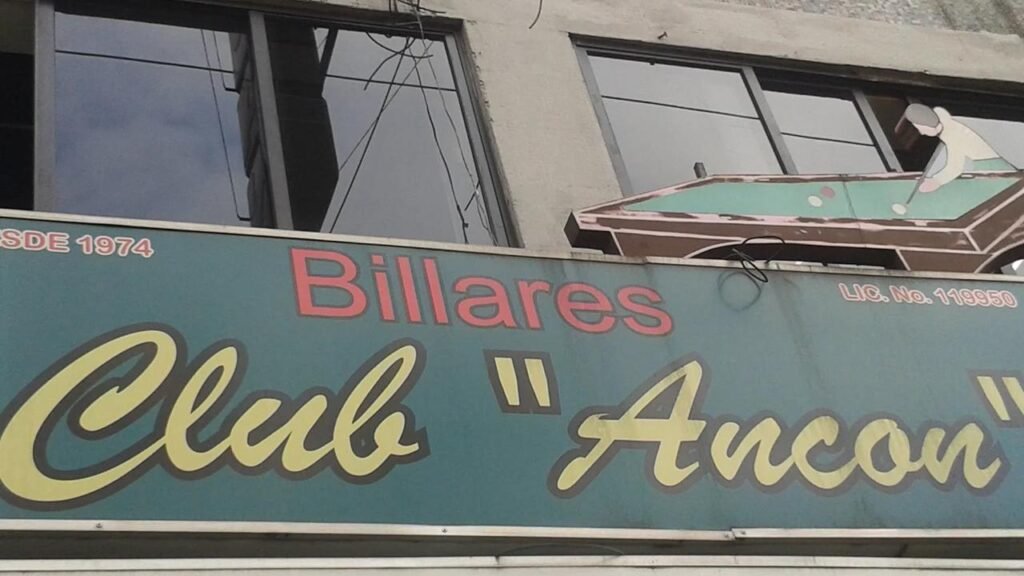 SDE 1974
Billares
LIC. No. 119950
Club "Ancon"